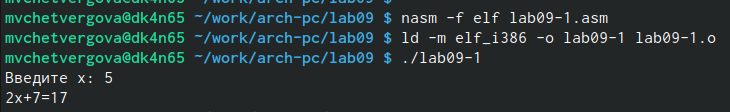 mvchetvergova@dk4n65 ~/work/arch-pc/lab09 $ nasm -f elf lab09-1.asm
mvchetvergova@dk4n65 ~/work/arch-pc/lab09 $ ld -m elf_i386 -o lab09-1 lab09-1.o
mvchetvergova@dk4n65 ~/work/arch-pc/lab09 $ ./lab09-1
Введите x: 5
2x+7=17